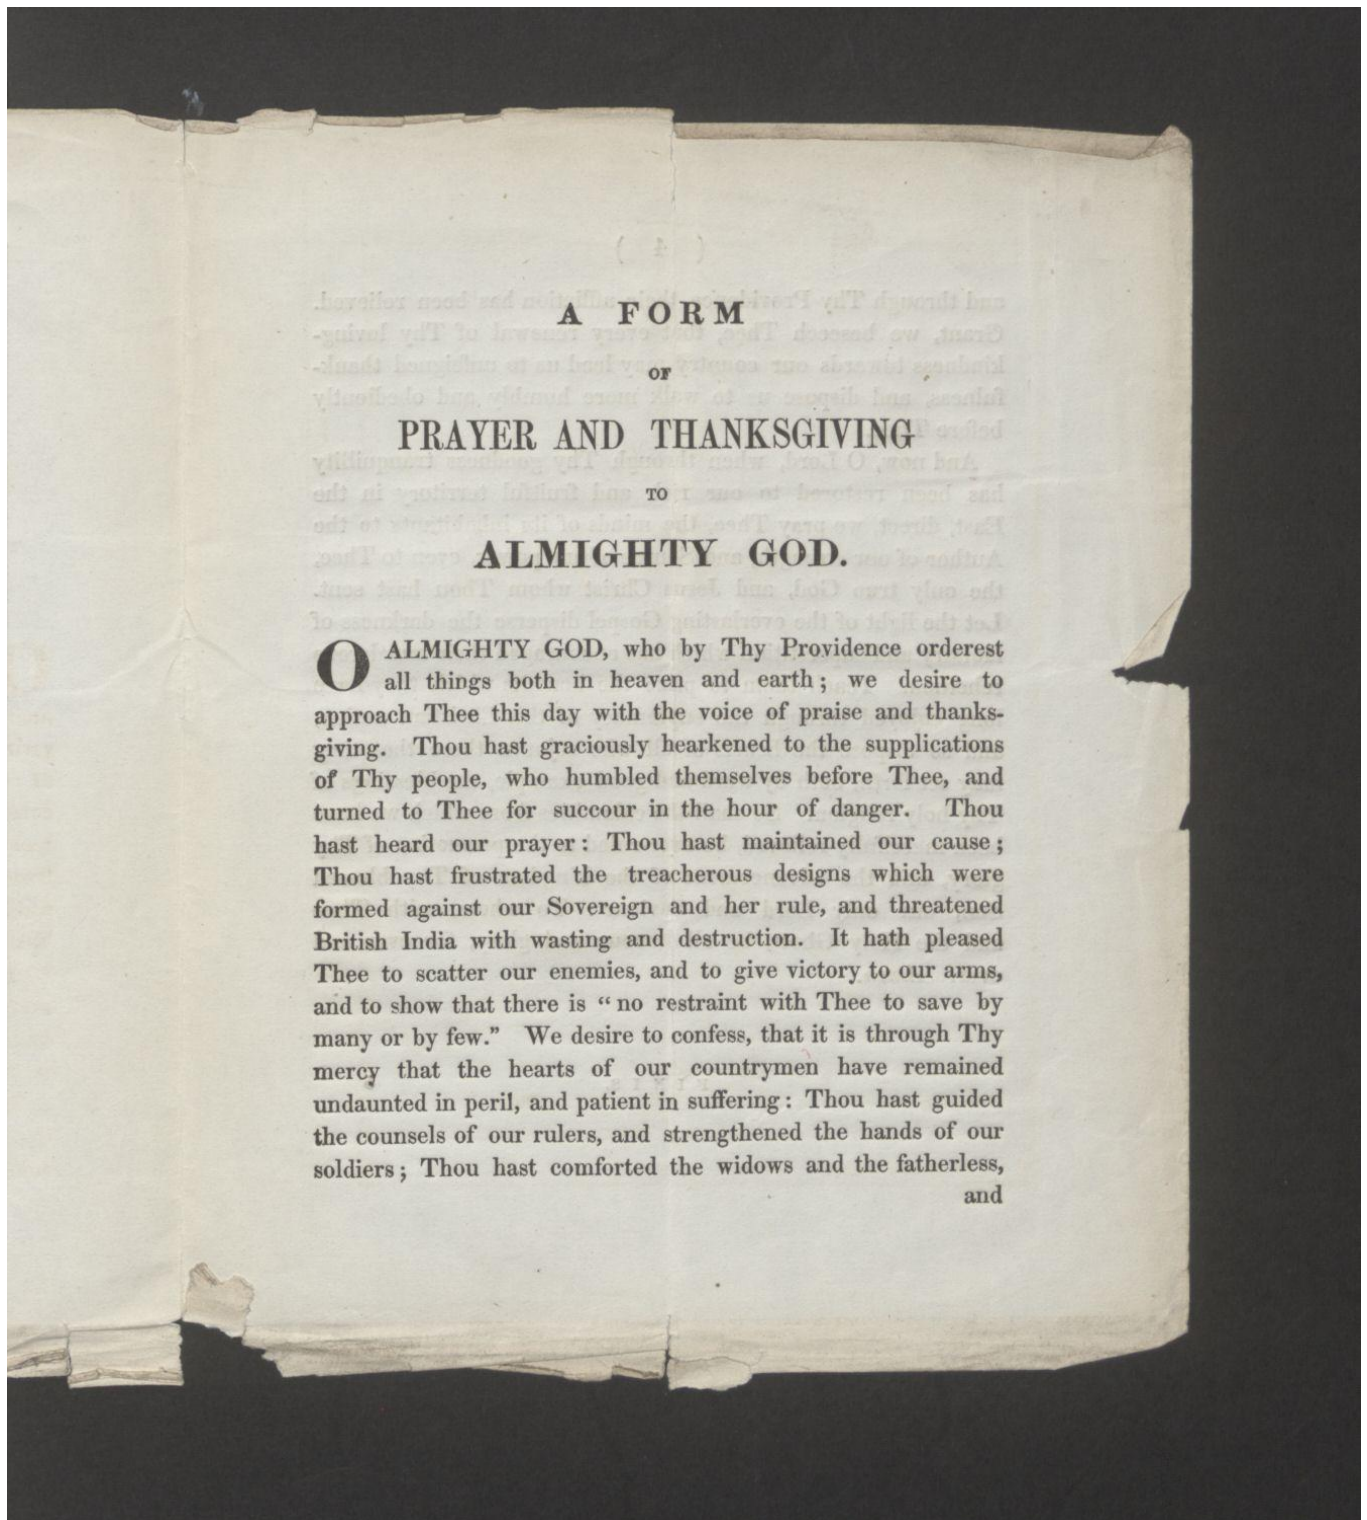 A FORM
OF
PRAYER AND THANKSGIVING
TO
ALMIGHTY GOD.
O ALMIGHTY GOD, who by Thy Providence orderest
all things both in heaven and earth; we desire to
approach Thee this day with the voice of praise and thanks-
giving. Thou hast graciously hearkened to the supplications
of Thy people, who humbled themselves before Thee, and
turned to Thee for succour in the hour of danger. Thou
hast heard our prayer: Thou hast maintained our cause;
Thou hast frustrated the treacherous designs which were
formed against our Sovereign and her rule, and threatened
British India with wasting and destruction. It hath pleased
Thee to scatter our enemies, and to give victory to our arms,
and to show that there is “no restraint with Thee to save by
many or by few.” We desire to confess, that it is through Thy
mercy that the hearts of our countrymen have remained
undaunted in peril, and patient in suffering: Thou hast guided
the counsels of our rulers, and strengthened the hands of our
soldiers; Thou hast comforted the widows and the fatherless,
and